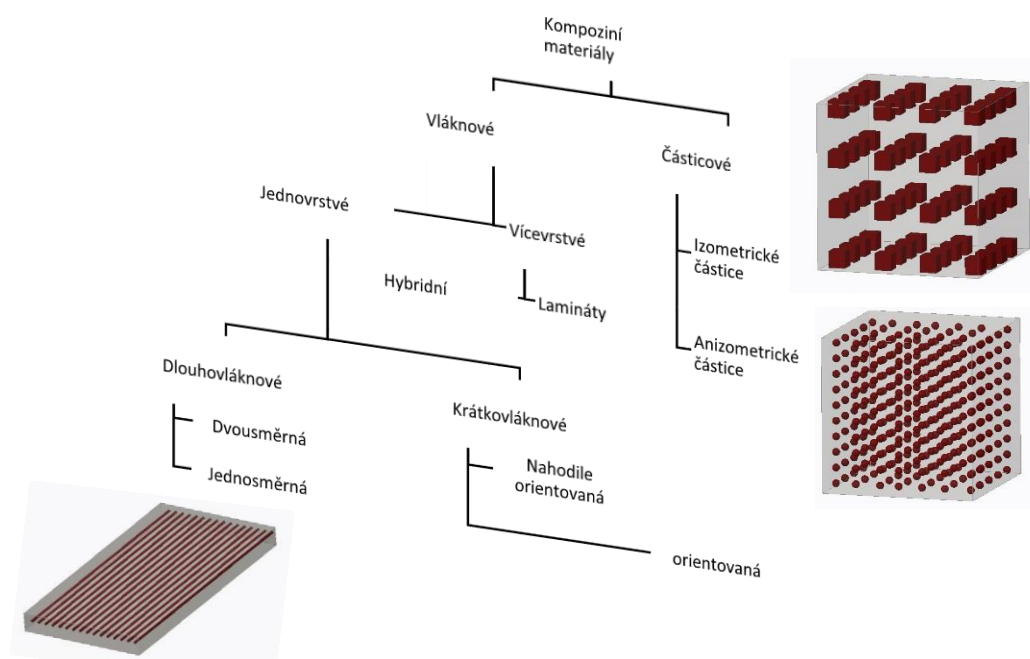 Kompoziní
materiály
Vláknové
Částicové
Jednovrstvé
Vícevrstvé
Izometrické
částice
Hybridní
Lamináty
Anizometrické
částice
Dlouhovláknové
Krátkovláknové
Dvousměrná
Jednosměrná
Nahodile
orientovaná
orientovaná